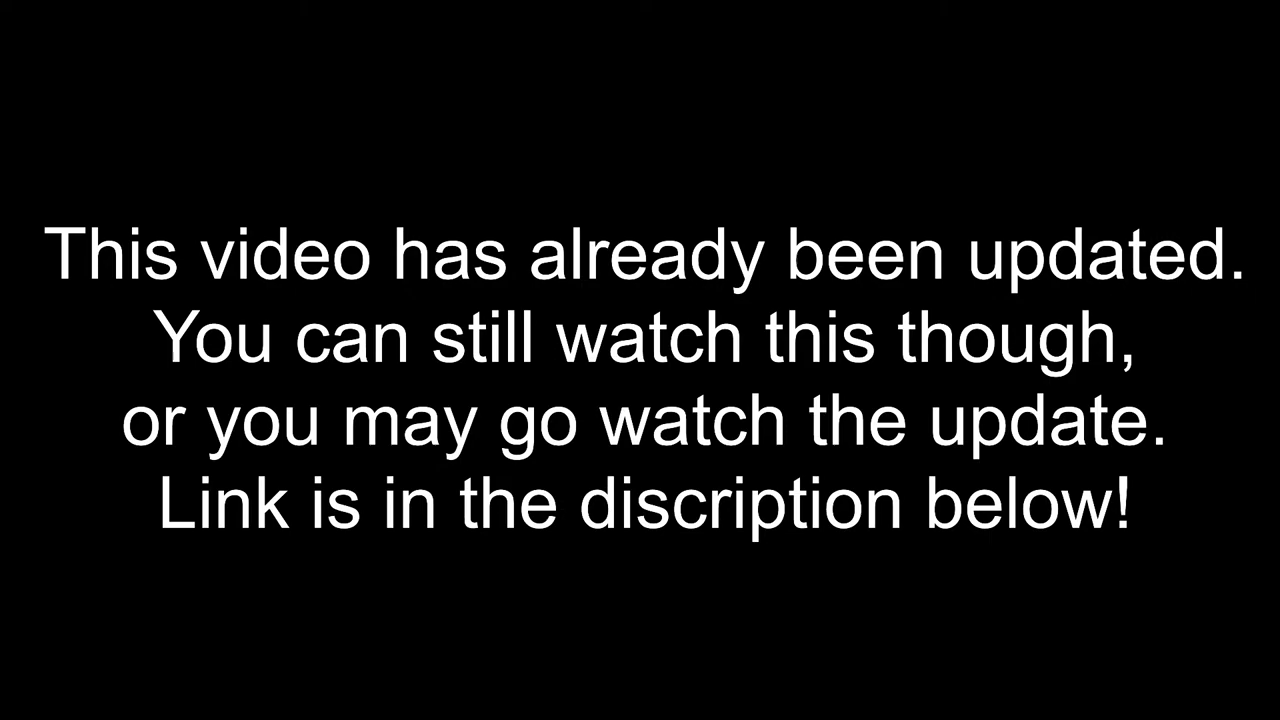 This video has already been updated.
You can still watch this though,
or you may go watch the update.
Link is in the discription below!